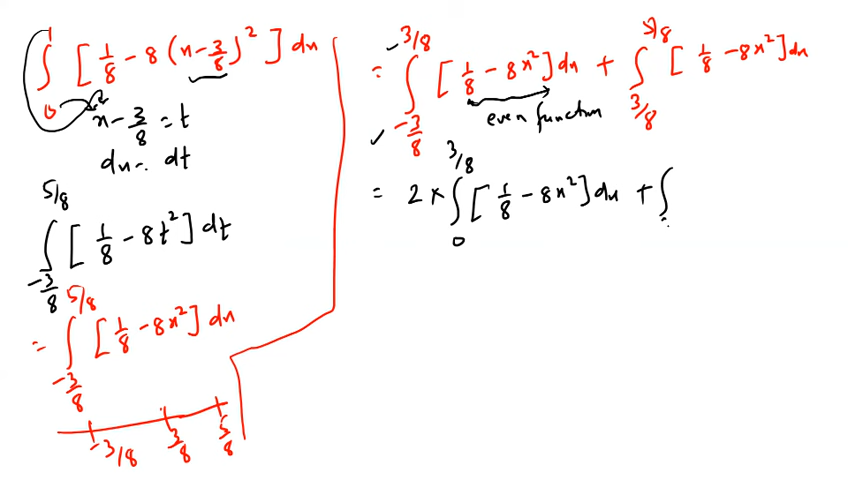 ∫₀¹ [1/8 - 8(x - 3/8)²] dx
x - 3/8 = t
dx = dt
∫_{-3/8}^{5/8} [1/8 - 8t²] dt
= ∫_{-3/8}^{5/8} [1/8 - 8x²] dx
-3/8 3/8 5/8
= ∫_{-3/8}^{3/8} [1/8 - 8x²] dx + ∫_{3/8}^{5/8} [1/8 - 8x²] dx
even function
= 2 × ∫₀^{3/8} [1/8 - 8x²] dx + ∫